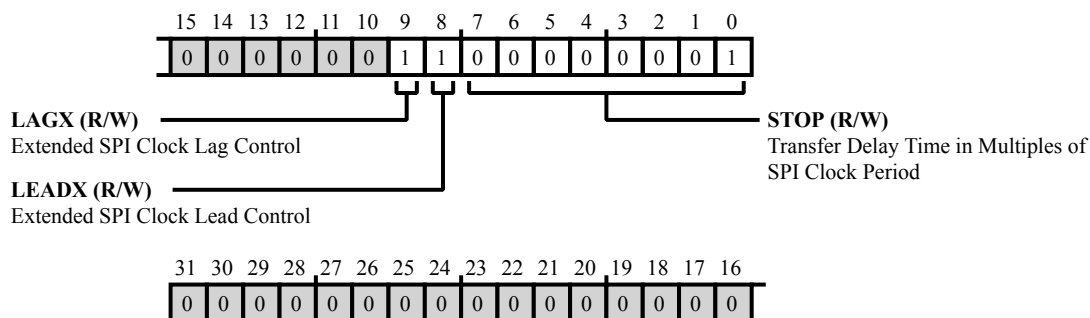 15 14 13 12 11 10 9 8 7 6 5 4 3 2 1 0
0 0 0 0 0 0 1 1 0 0 0 0 0 0 0 1
LAGX (R/W)
Extended SPI Clock Lag Control
LEADX (R/W)
Extended SPI Clock Lead Control
STOP (R/W)
Transfer Delay Time in Multiples of
SPI Clock Period
31 30 29 28 27 26 25 24 23 22 21 20 19 18 17 16
0 0 0 0 0 0 0 0 0 0 0 0 0 0 0 0